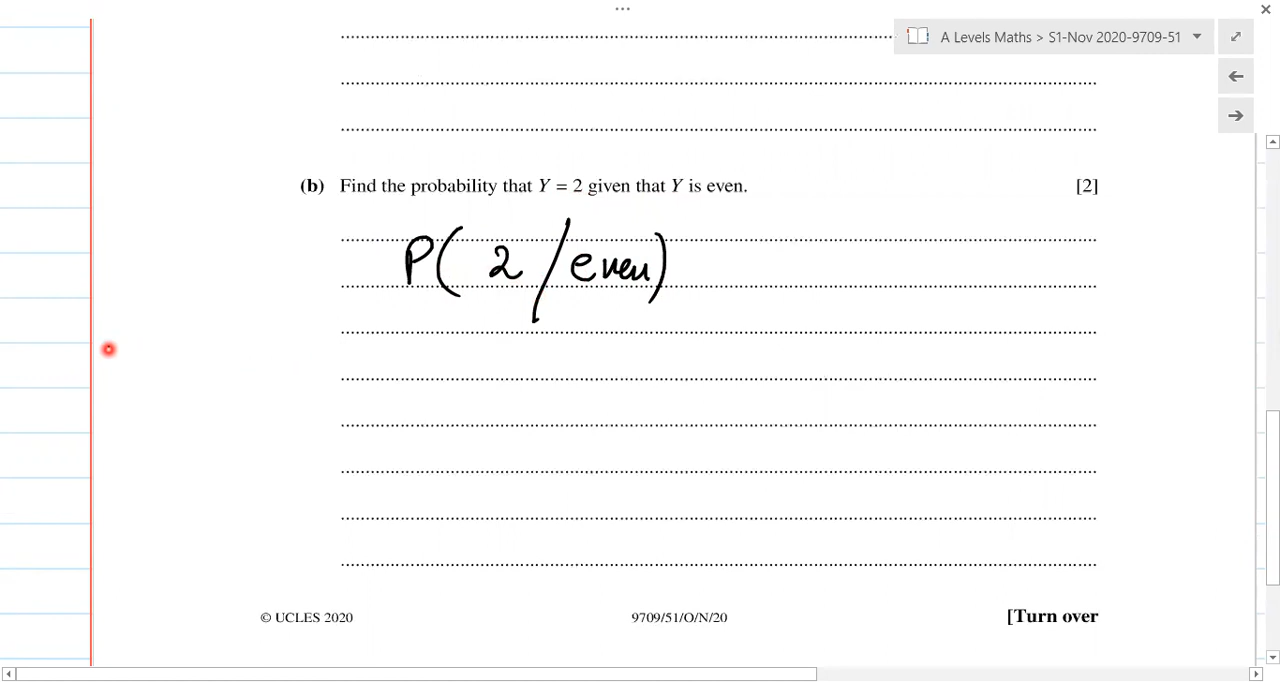 A Levels Maths > S1-Nov 2020-9709-51
(b) Find the probability that Y = 2 given that Y is even. [2]
P( 2 / even)
© UCLES 2020 9709/51/O/N/20 [Turn over